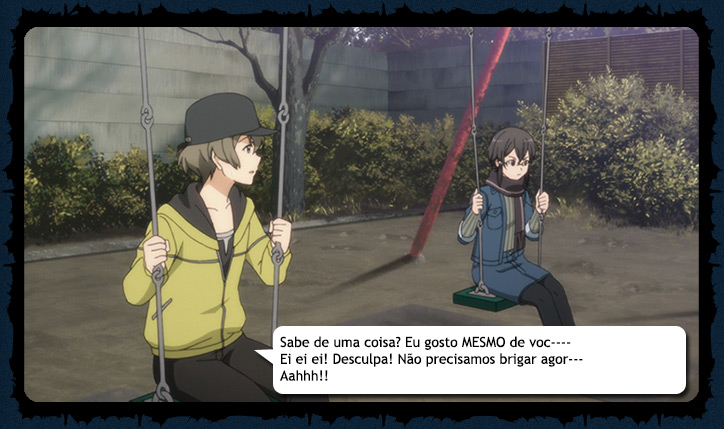 Sabe de uma coisa? Eu gosto MESMO de voc----
Ei ei ei! Desculpa! Não precisamos brigar agor---
Aahhh!!